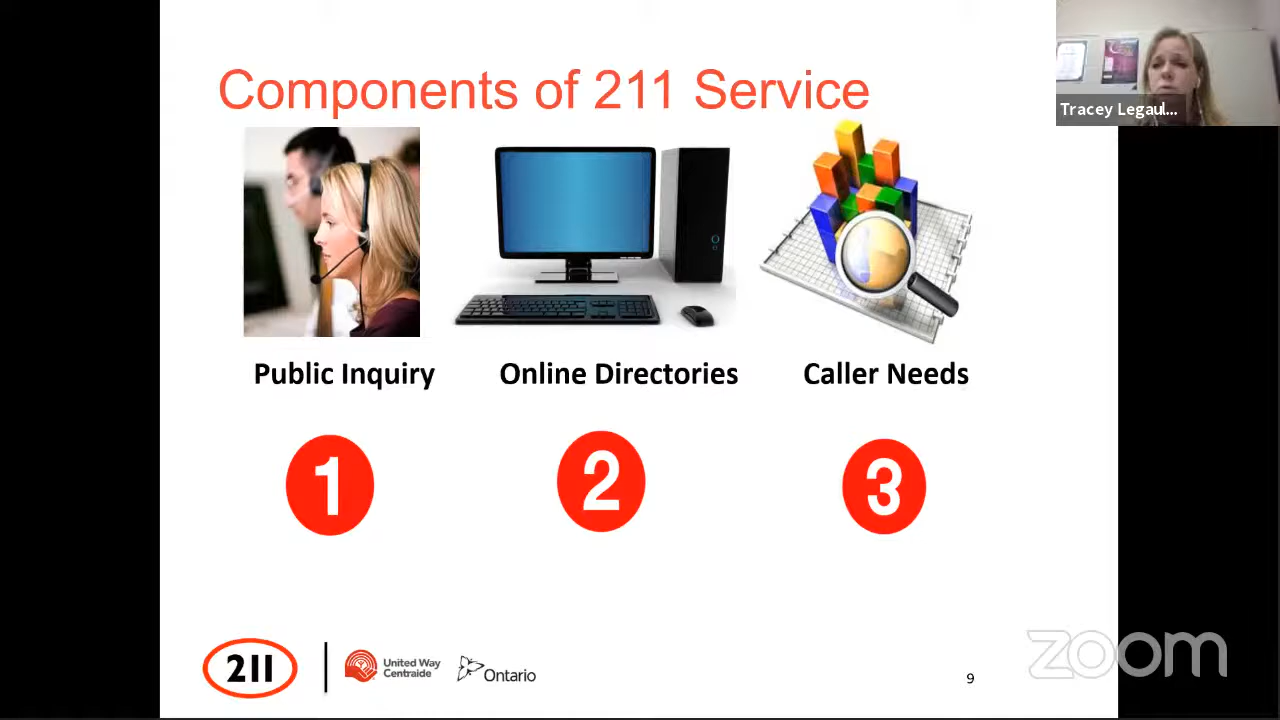 Components of 211 Service
Tracey Legaul...
Public Inquiry
Online Directories
Caller Needs
1
2
3
211
United Way
Centraide
Ontario
9
zoom